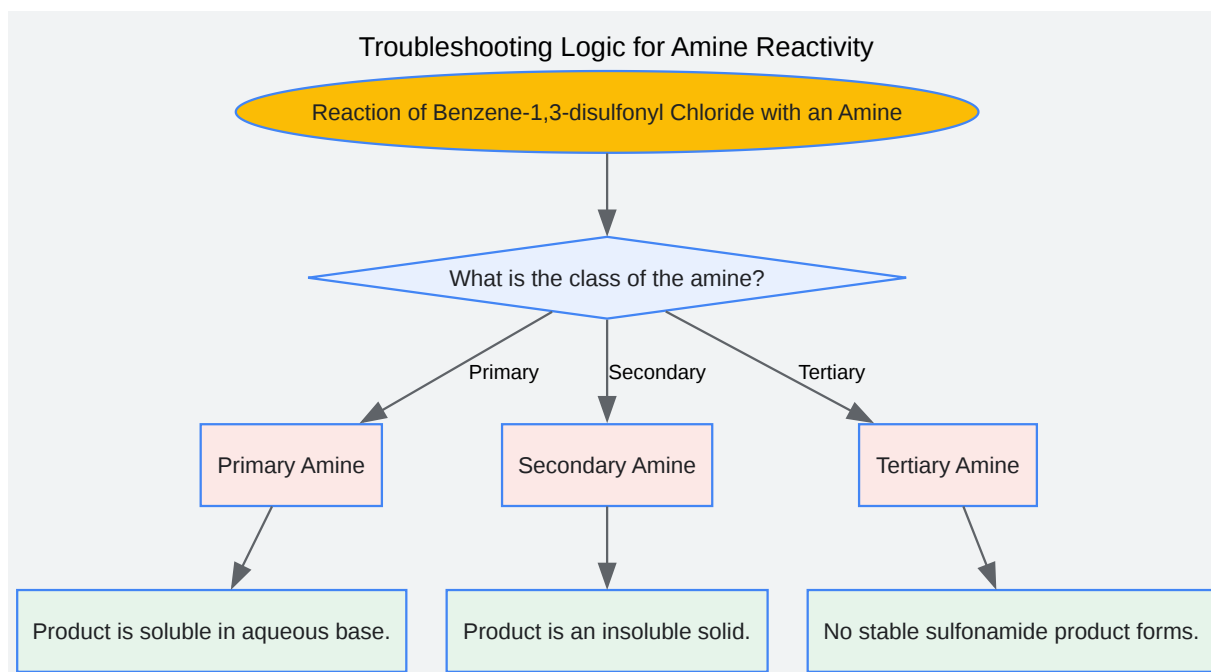 Troubleshooting Logic for Amine Reactivity
Reaction of Benzene-1,3-disulfonyl Chloride with an Amine
What is the class of the amine?
Primary
Secondary
Tertiary
Primary Amine
Secondary Amine
Tertiary Amine
Product is soluble in aqueous base.
Product is an insoluble solid.
No stable sulfonamide product forms.